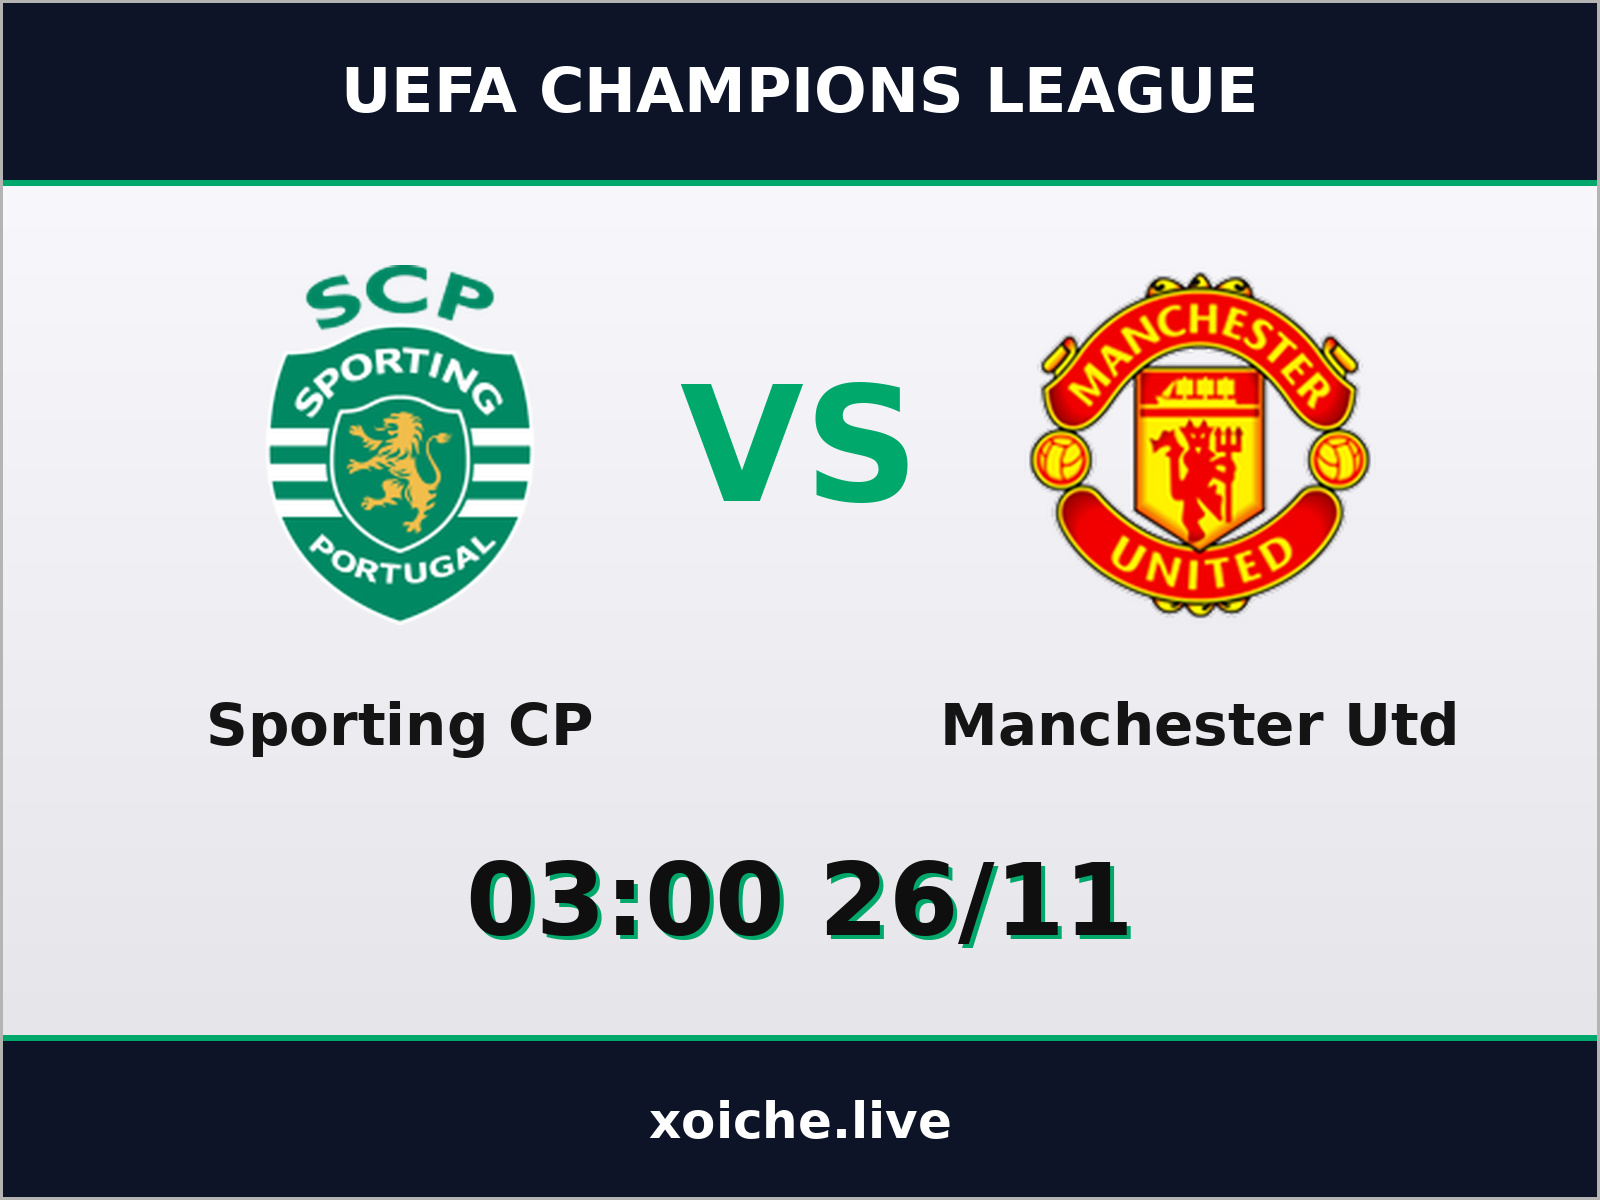 UEFA CHAMPIONS LEAGUE
SCP
SPORTING
PORTUGAL
VS
MANCHESTER
UNITED
Sporting CP
Manchester Utd
03:00 26/11
xoiche.live